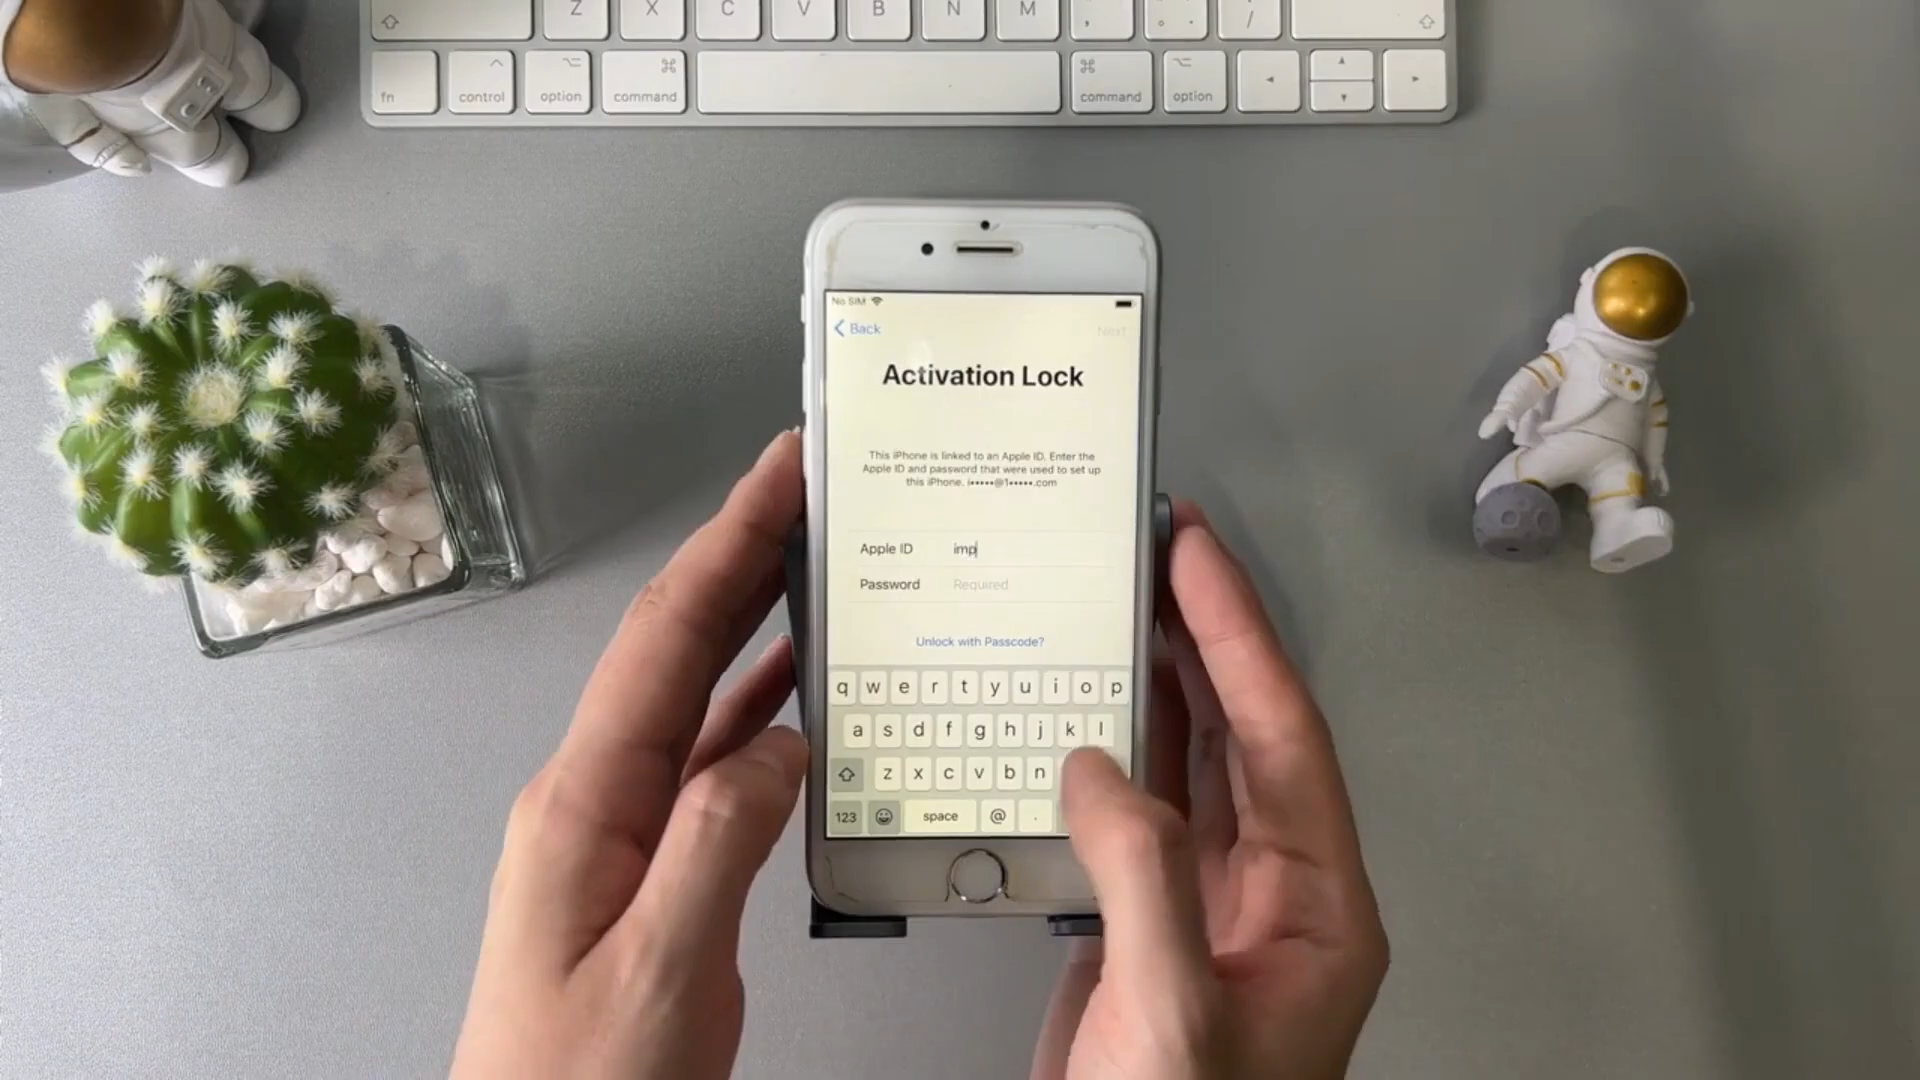 Z X C V B N M , . /
fn control option command command option
No SIM
Back Next
Activation Lock
This iPhone is linked to an Apple ID. Enter the
Apple ID and password that were used to set up
this iPhone. i•••••@1•••••.com
Apple ID imp
Password Required
Unlock with Passcode?
q w e r t y u i o p
a s d f g h j k l
z x c v b n
123 space @ .